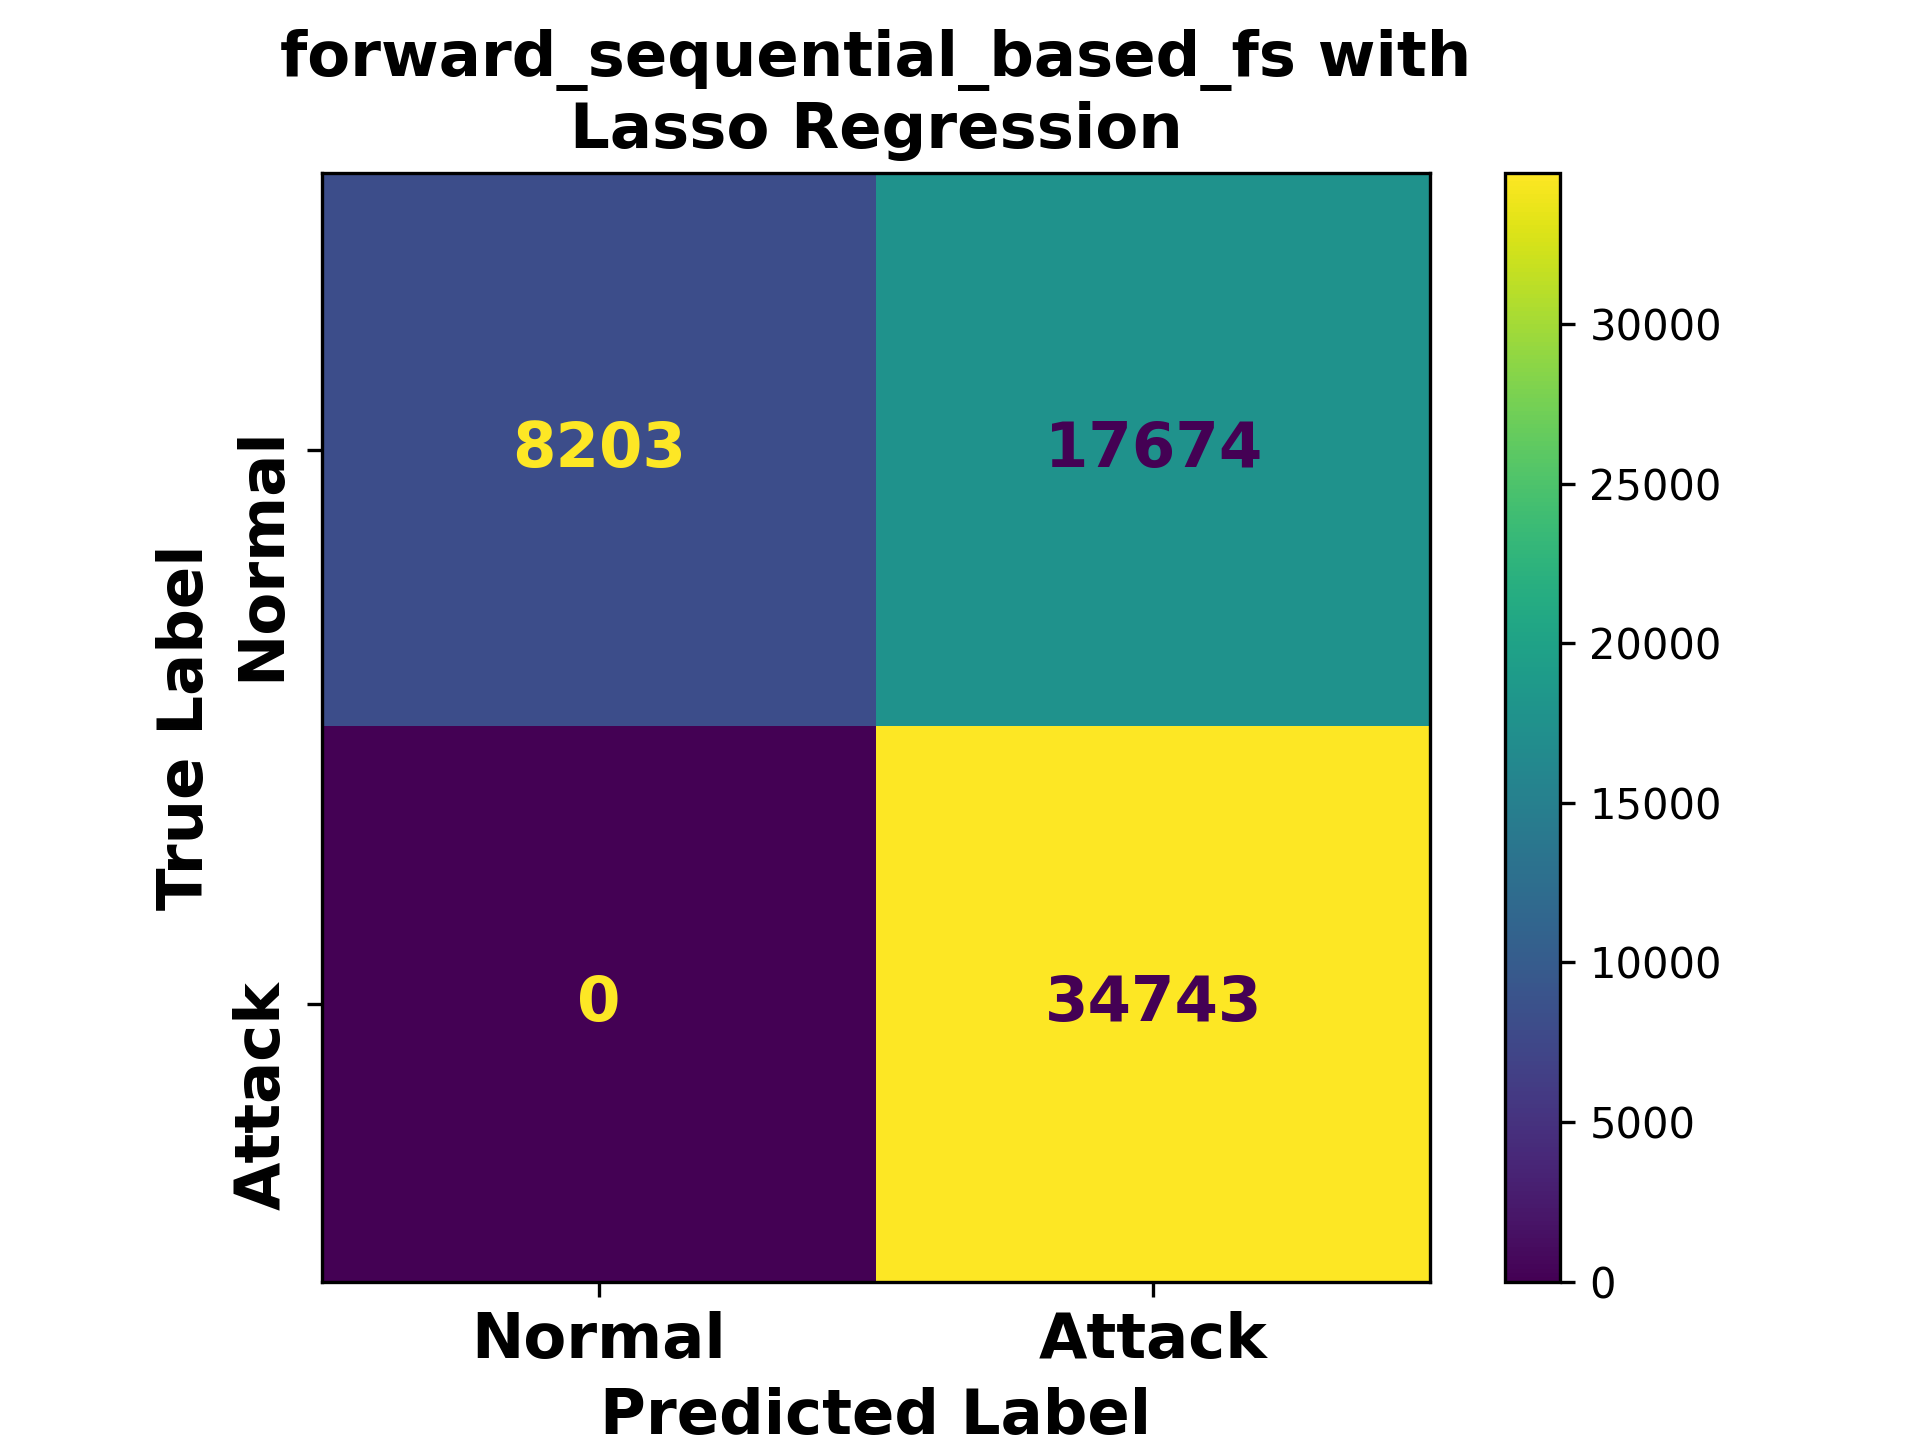 forward_sequential_based_fs with
Lasso Regression
True Label
Normal
Attack
8203
17674
0
34743
Normal
Attack
Predicted Label
30000
25000
20000
15000
10000
5000
0